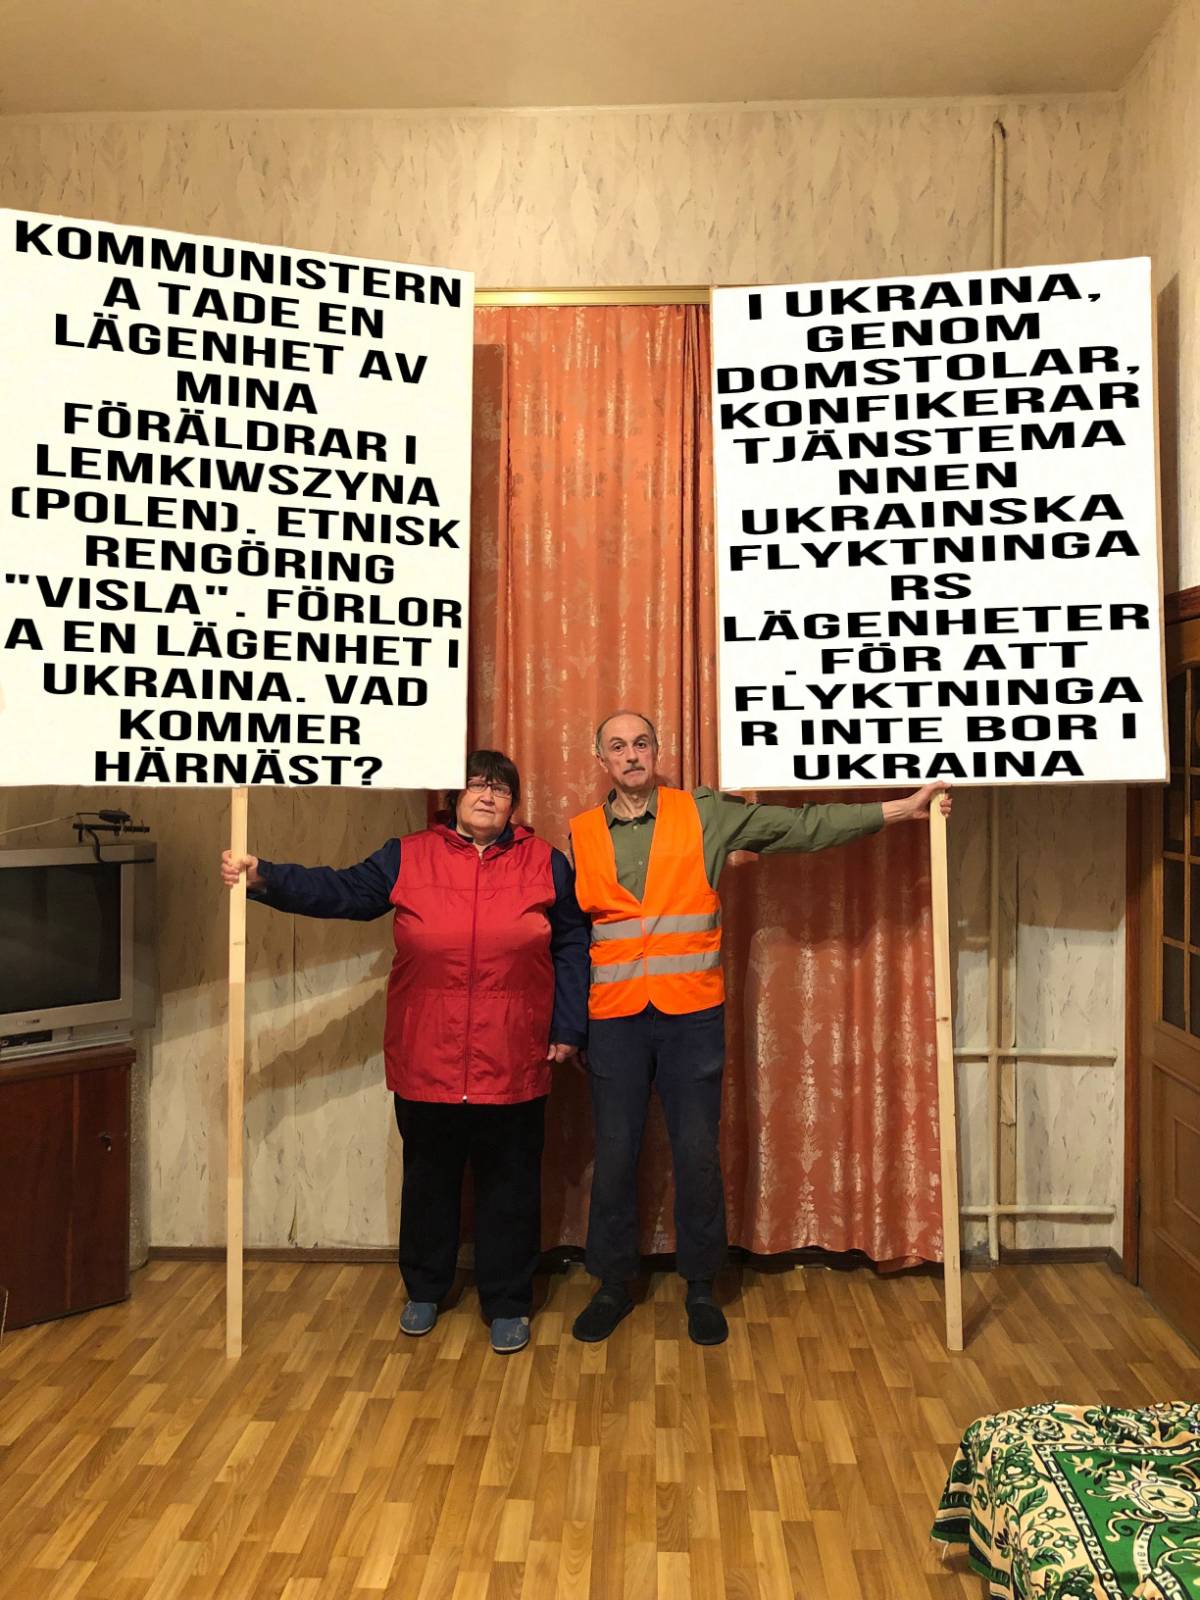 KOMMUNISTERN
A TADE EN
LÄGENHET AV
MINA
FÖRÄLDRAR I
LEMKIWSZYNA
(POLEN). ETNISK
RENGÖRING
"VISLA". FÖRLOR
A EN LÄGENHET I
UKRAINA. VAD
KOMMER
HÄRNÄST?
I UKRAINA,
GENOM
DOMSTOLAR,
KONFIKERAR
TJÄNSTEMA
NNEN
UKRAINSKA
FLYKTNINGA
RS
LÄGENHETER
. FÖR ATT
FLYKTNINGA
R INTE BOR I
UKRAINA